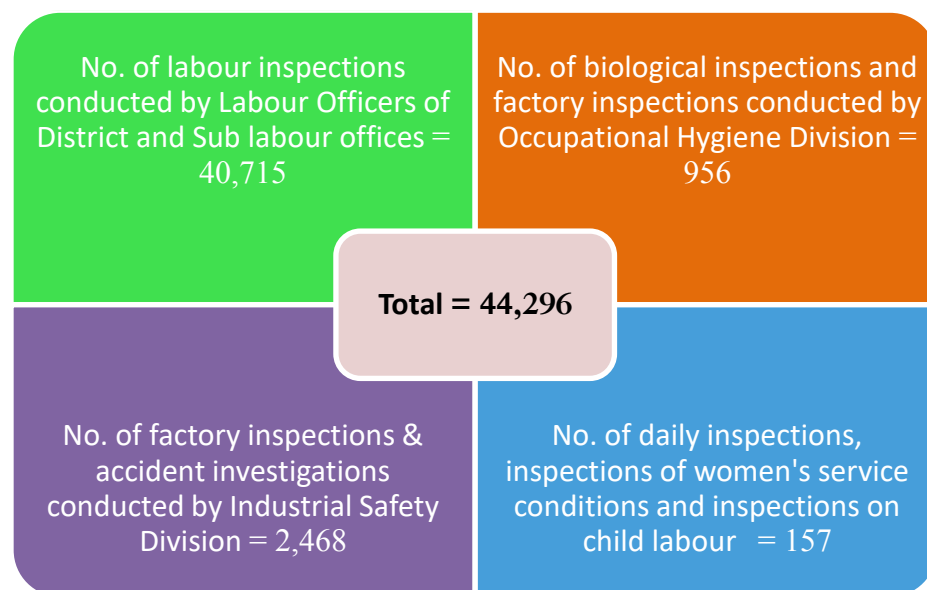 No. of labour inspections
conducted by Labour Officers of
District and Sub labour offices =
40,715
No. of biological inspections and
factory inspections conducted by
Occupational Hygiene Division =
956
Total = 44,296
No. of factory inspections &
accident investigations
conducted by Industrial Safety
Division = 2,468
No. of daily inspections,
inspections of women's service
conditions and inspections on
child labour = 157